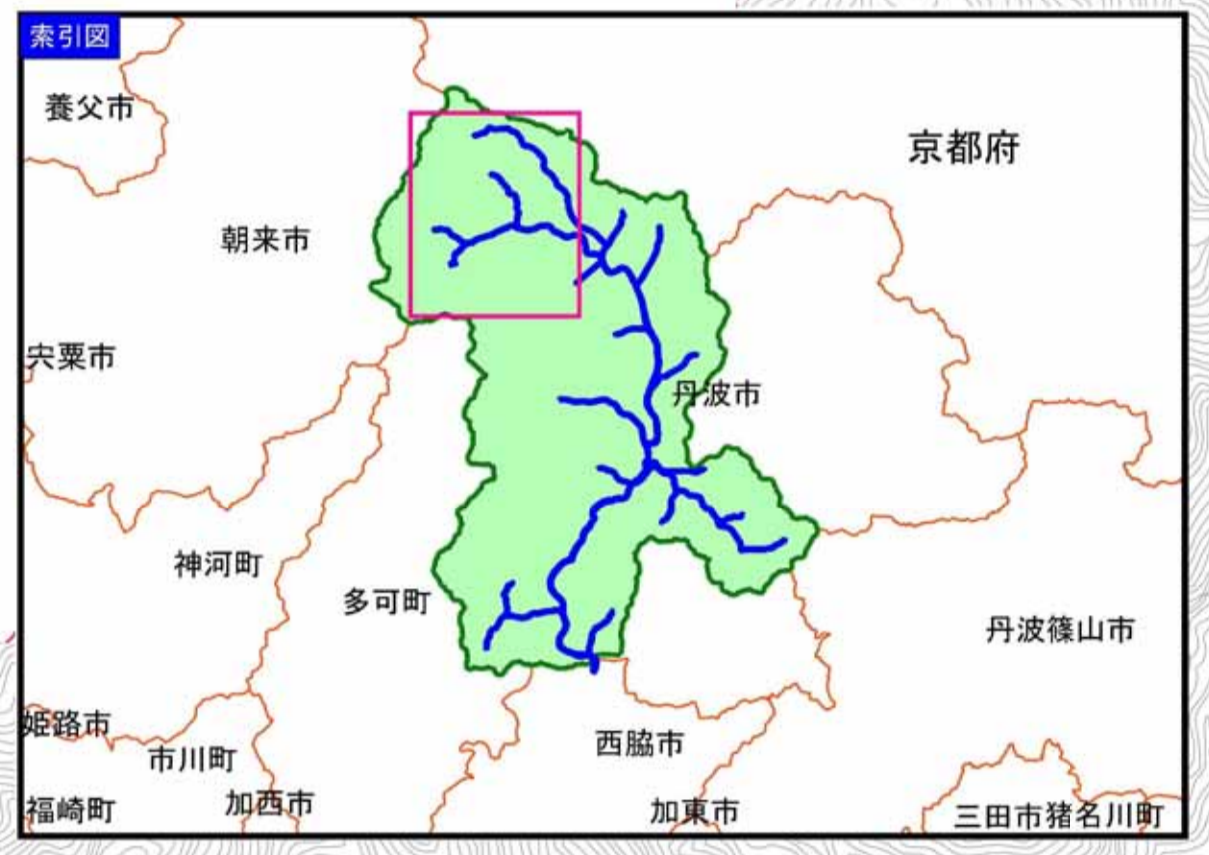 索引図
養父市
京都府
朝来市
宍粟市
丹波市
神河町
多可町
丹波篠山市
姫路市
西脇市
市川町
福崎町
加西市
加東市
三田市猪名川町